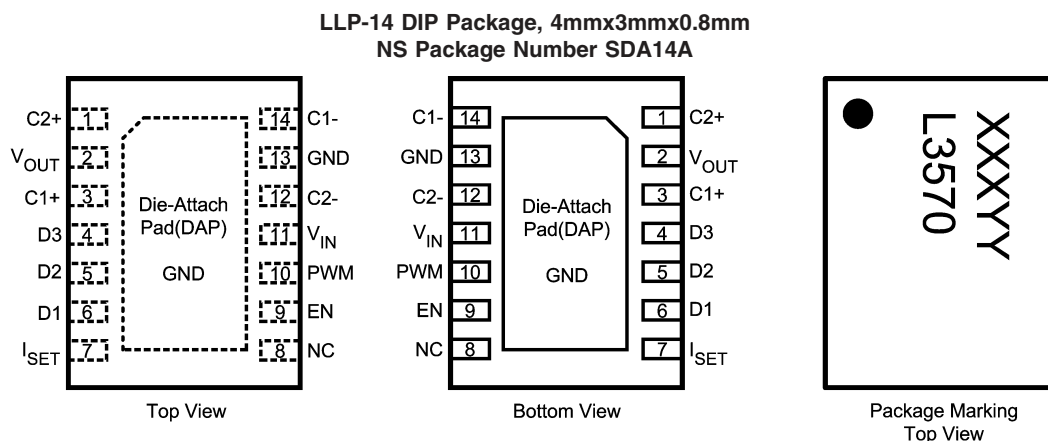 LLP-14 DIP Package, 4mmx3mmx0.8mm
NS Package Number SDA14A
C2+ 1 14 C1-
VOUT 2 13 GND
C1+ 3 12 C2-
D3 4 11 VIN
D2 5 10 PWM
D1 6 9 EN
ISET 7 8 NC
Die-Attach
Pad(DAP)
GND
Top View
C1- 14 1 C2+
GND 13 2 VOUT
C2- 12 3 C1+
VIN 11 4 D3
PWM 10 5 D2
EN 9 6 D1
NC 8 7 ISET
Die-Attach
Pad(DAP)
GND
Bottom View
XXXYY
L3570
Package Marking
Top View